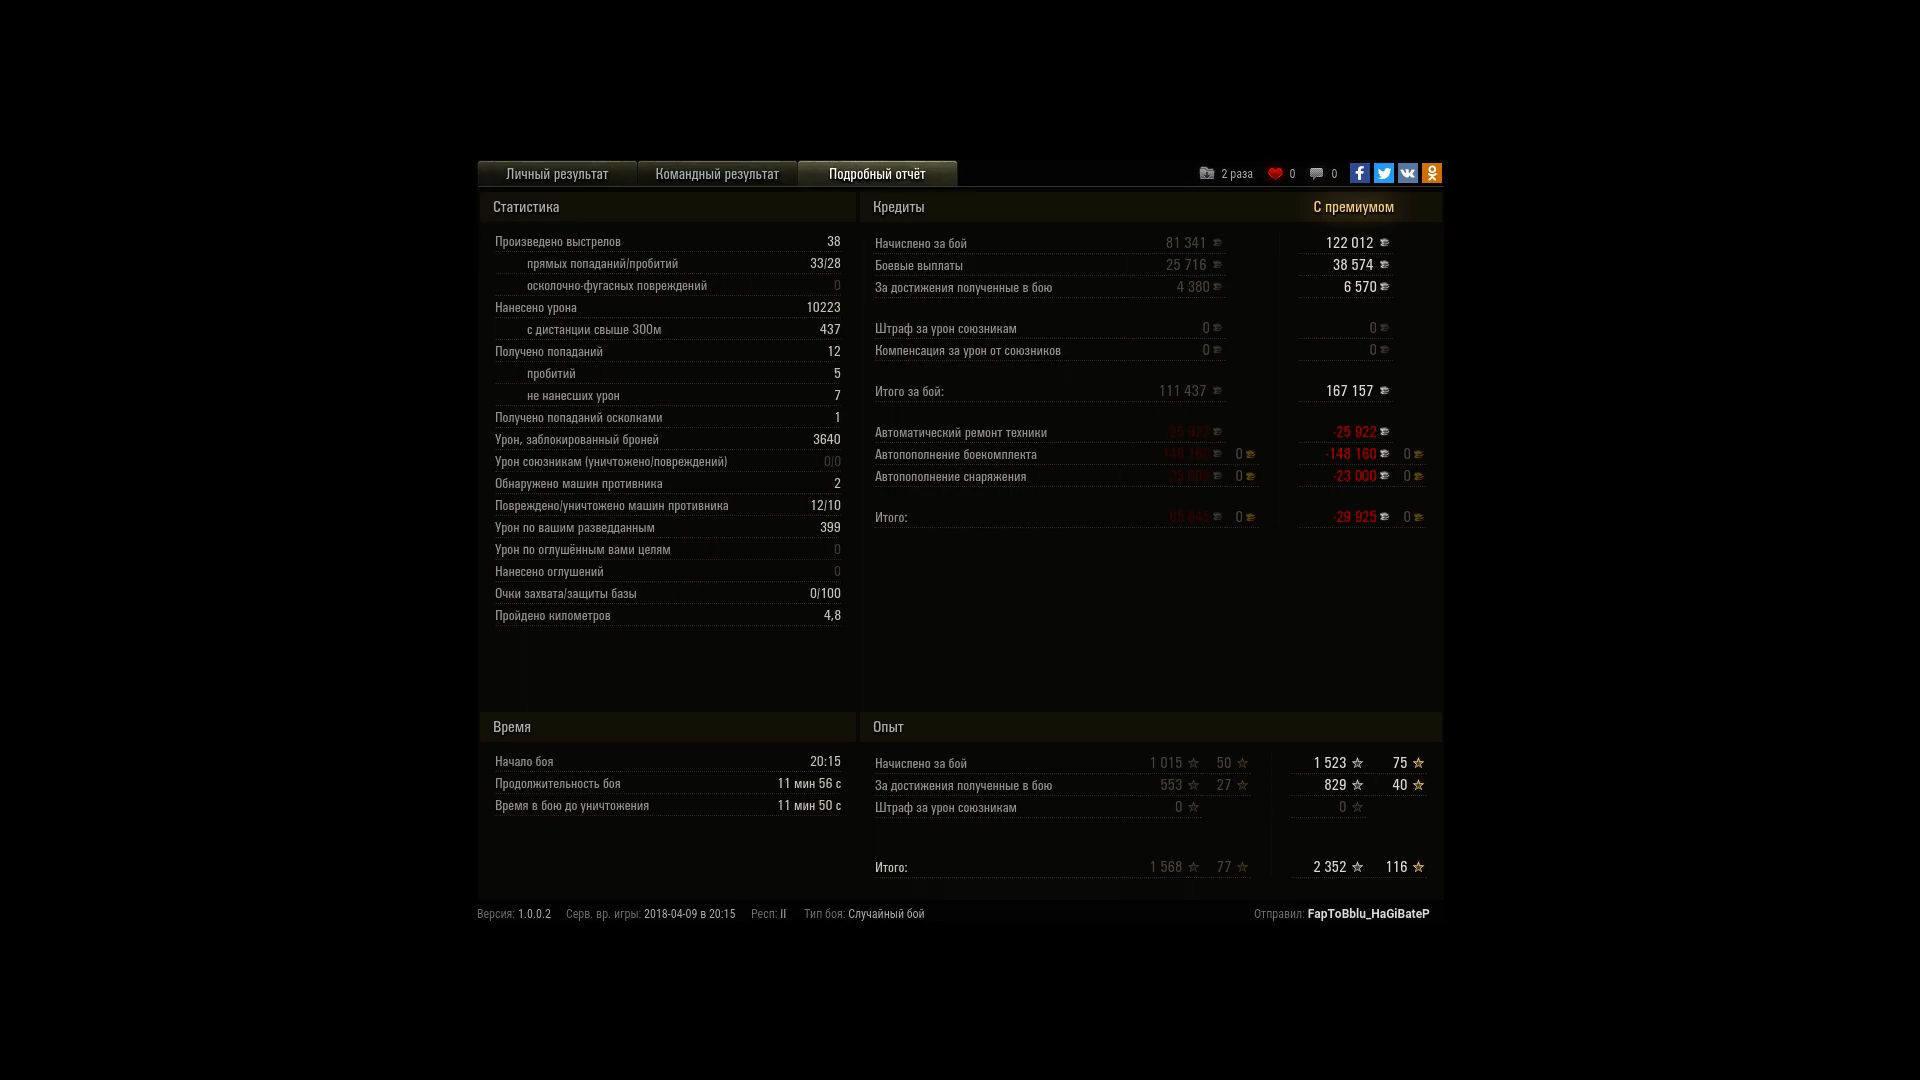 Личный результат Командный результат Подробный отчёт 2 раза 0 0
Статистика
Произведено выстрелов 38
прямых попаданий/пробитий 33/28
осколочно-фугасных повреждений 0
Нанесено урона 10223
с дистанции свыше 300м 437
Получено попаданий 12
пробитий 5
не нанесших урон 7
Получено попаданий осколками 1
Урон, заблокированный броней 3640
Урон союзникам (уничтожено/повреждений) 0/0
Обнаружено машин противника 2
Повреждено/уничтожено машин противника 12/10
Урон по вашим разведданным 399
Урон по оглушённым вами целям 0
Нанесено оглушений 0
Очки захвата/защиты базы 0/100
Пройдено километров 4,8
Кредиты С премиумом
Начислено за бой 81 341 122 012
Боевые выплаты 25 716 38 574
За достижения полученные в бою 4 380 6 570
Штраф за урон союзникам 0 0
Компенсация за урон от союзников 0 0
Итого за бой: 111 437 167 157
Автоматический ремонт техники -25 922 -25 922
Автопополнение боекомплекта -148 160 0 -148 160 0
Автопополнение снаряжения -23 000 0 -23 000 0
Итого: 0 -29 925 0
Время
Начало боя 20:15
Продолжительность боя 11 мин 56 с
Время в бою до уничтожения 11 мин 50 с
Опыт
Начислено за бой 1 015 50 1 523 75
За достижения полученные в бою 553 27 829 40
Штраф за урон союзникам 0 0
Итого: 1 568 77 2 352 116
Версия: 1.0.0.2 Серв. вр. игры: 2018-04-09 в 20:15 Респ: II Тип боя: Случайный бой Отправил: FapToBblu_HaGiBateP